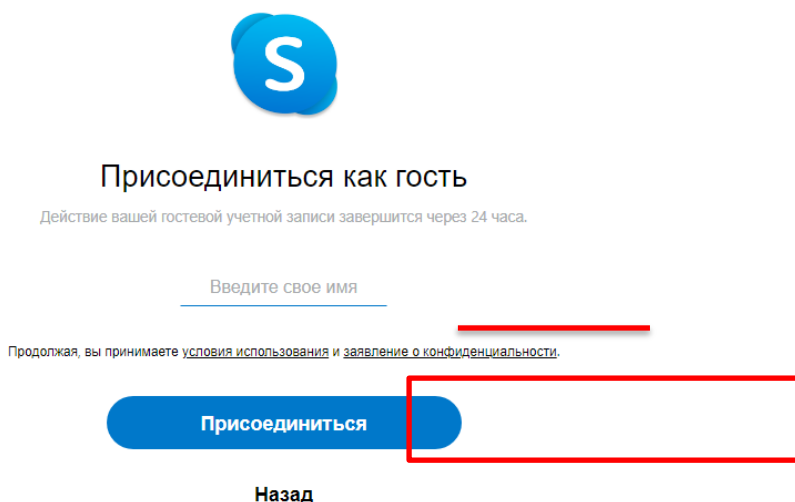 S
Присоединиться как гость
Действие вашей гостевой учетной записи завершится через 24 часа.
Введите свое имя
Продолжая, вы принимаете условия использования и заявление о конфиденциальности.
Присоединиться
Назад